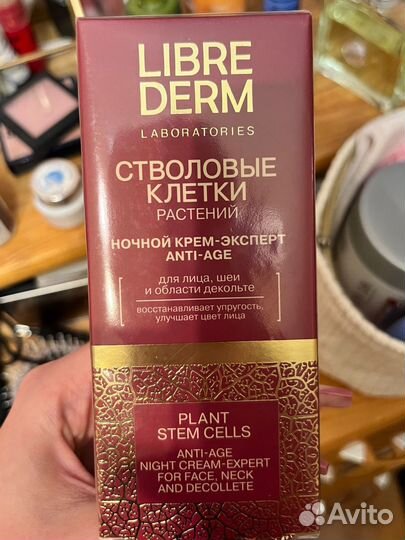 LIBRE
DERM
LABORATORIES
СТВОЛОВЫЕ
КЛЕТКИ
РАСТЕНИЙ
НОЧНОЙ КРЕМ-ЭКСПЕРТ
ANTI-AGE
для лица, шеи
и области декольте
восстанавливает упругость,
улучшает цвет лица
PLANT
STEM CELLS
ANTI-AGE
NIGHT CREAM-EXPERT
FOR FACE, NECK
AND DECOLLETE
Avito